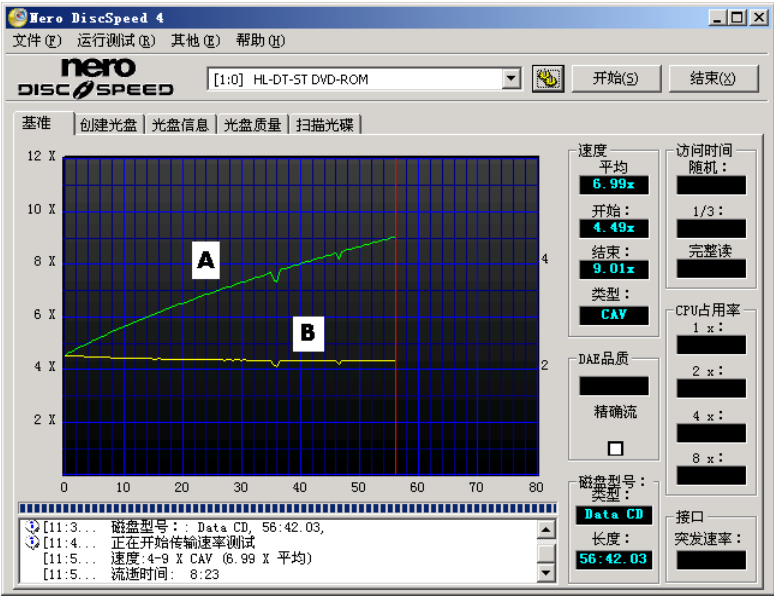 Nero DiscSpeed 4
文件(F) 运行测试(R) 其他(E) 帮助(H)
nero
DISC SPEED
[1:0] HL-DT-ST DVD-ROM
开始(S)
结束(X)
基准 创建光盘 光盘信息 光盘质量 扫描光碟
12 X
10 X
8 X
6 X
4 X
2 X
A
B
4
2
0 10 20 30 40 50 60 70 80
速度
平均
6.99x
开始：
4.49x
结束：
9.01x
类型：
CAV
DAE品质
精确流
磁盘型号：
类型：
Data CD
长度：
56:42.03
访问时间
随机：
1/3：
完整读
CPU占用率
1 x：
2 x：
4 x：
8 x：
接口
突发速率：
[11:3... 磁盘型号：: Data CD, 56:42.03,
[11:4... 正在开始传输速率测试
[11:5... 速度:4-9 X CAV (6.99 X 平均)
[11:5... 流逝时间: 8:23